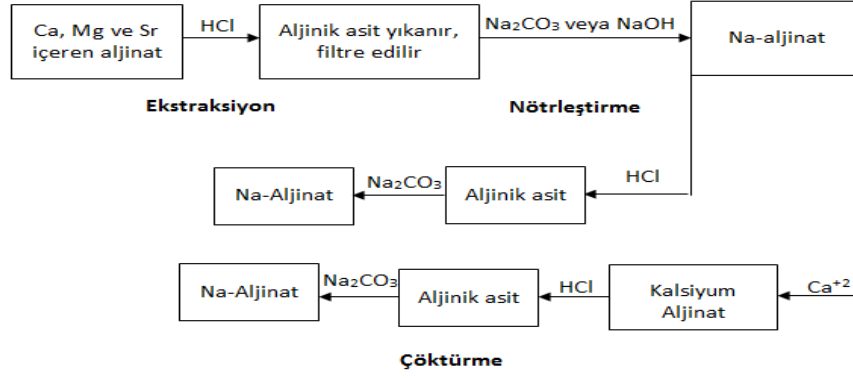 Ca, Mg ve Sr
içeren aljinat
HCl
Aljinik asit yıkanır,
filtre edilir
Na₂CO₃ veya NaOH
Na-aljinat
Ekstraksiyon
Nötrleştirme
Na-Aljinat
Na₂CO₃
Aljinik asit
HCl
Na-Aljinat
Na₂CO₃
Aljinik asit
HCl
Kalsiyum
Aljinat
Ca⁺²
Çöktürme